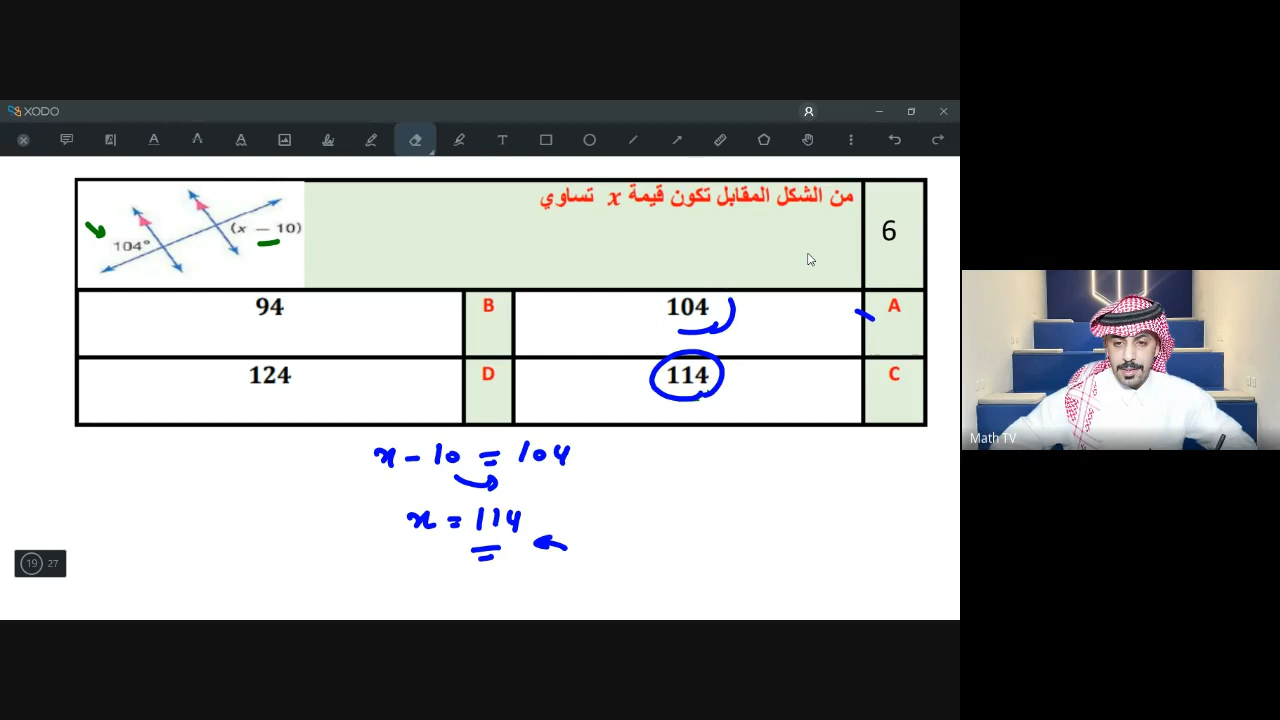 XODO
من الشكل المقابل تكون قيمة x تساوي
6
104°
(x − 10)
A
104
B
94
C
114
D
124
x - 10 = 104
x = 114
19 27
Math TV